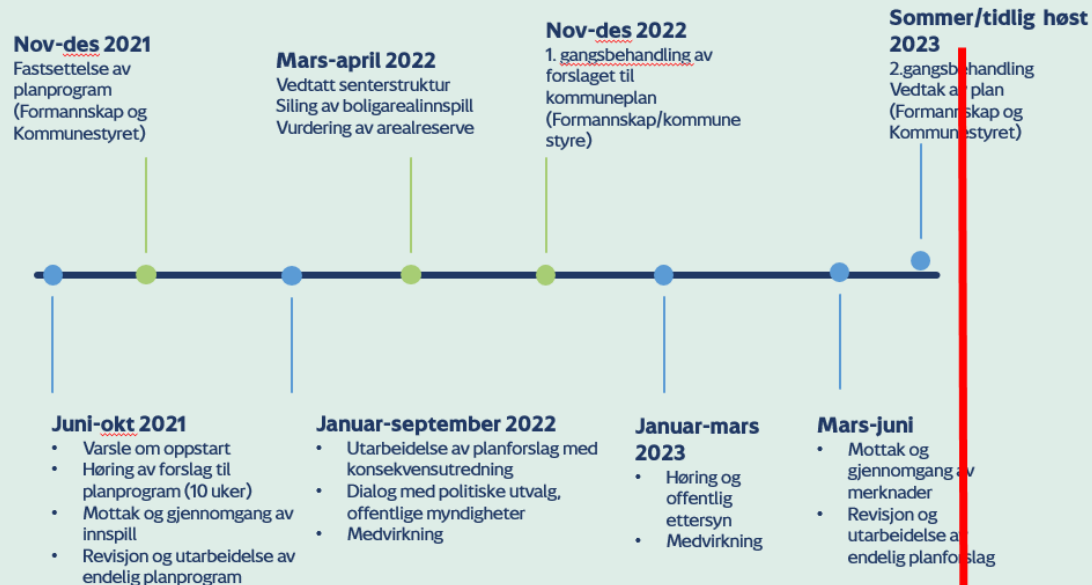 Nov-des 2021
Fastsettelse av
planprogram
(Formannskap og
Kommunestyret)
Mars-april 2022
Vedtatt senterstruktur
Siling av boligarealinnspill
Vurdering av arealreserve
Nov-des 2022
1. gangsbehandling av
forslaget til
kommuneplan
(Formannskap/kommune
styre)
Sommer/tidlig høst
2023
2.gangsbehandling
Vedtak av plan
(Formannskap og
Kommunestyret)
Juni-okt 2021
• Varsle om oppstart
• Høring av forslag til
planprogram (10 uker)
• Mottak og gjennomgang av
innspill
• Revisjon og utarbeidelse av
endelig planprogram
Januar-september 2022
• Utarbeidelse av planforslag med
konsekvensutredning
• Dialog med politiske utvalg,
offentlige myndigheter
• Medvirkning
Januar-mars
2023
• Høring og
offentlig
ettersyn
• Medvirkning
Mars-juni
• Mottak og
gjennomgang av
merknader
• Revisjon og
utarbeidelse av
endelig planforslag